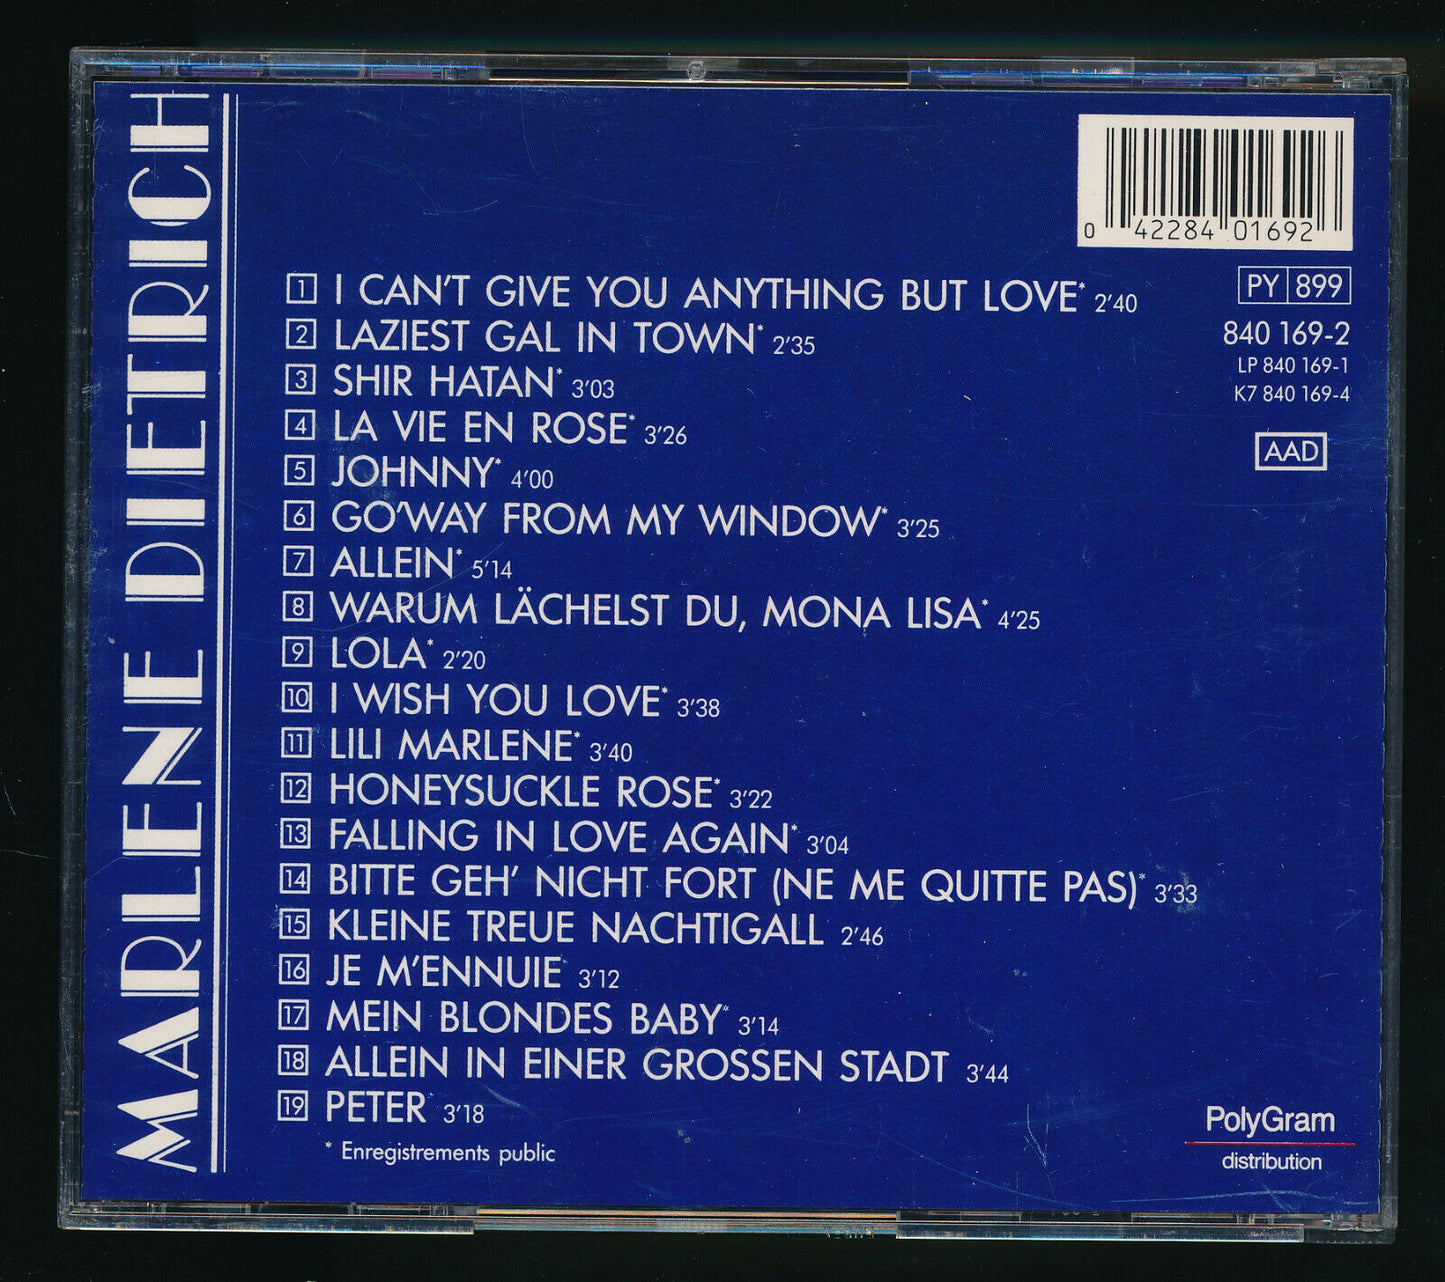 MARLENE DIETRICH
0 42284 01692
PY 899
840 169-2
LP 840 169-1
K7 840 169-4
AAD
1 I CAN'T GIVE YOU ANYTHING BUT LOVE* 2'40
2 LAZIEST GAL IN TOWN* 2'35
3 SHIR HATAN* 3'03
4 LA VIE EN ROSE* 3'26
5 JOHNNY* 4'00
6 GO'WAY FROM MY WINDOW* 3'25
7 ALLEIN* 5'14
8 WARUM LÄCHELST DU, MONA LISA* 4'25
9 LOLA* 2'20
10 I WISH YOU LOVE* 3'38
11 LILI MARLENE* 3'40
12 HONEYSUCKLE ROSE* 3'22
13 FALLING IN LOVE AGAIN* 3'04
14 BITTE GEH' NICHT FORT (NE ME QUITTE PAS)* 3'33
15 KLEINE TREUE NACHTIGALL 2'46
16 JE M'ENNUIE 3'12
17 MEIN BLONDES BABY* 3'14
18 ALLEIN IN EINER GROSSEN STADT 3'44
19 PETER* 3'18
* Enregistrements public
PolyGram
distribution